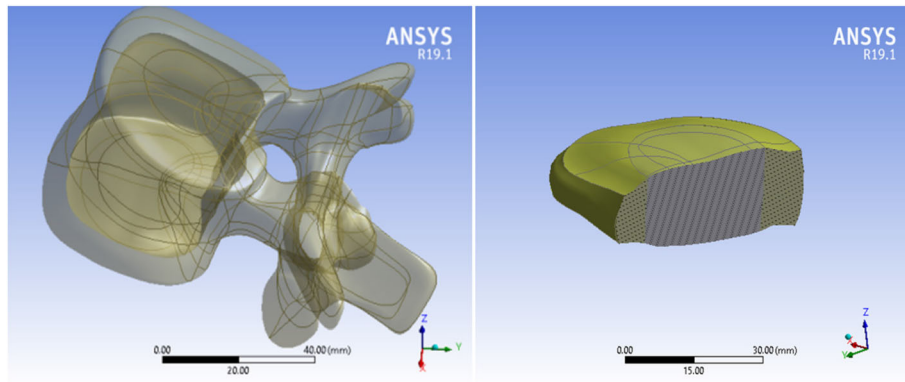 ANSYS
R19.1
0.00
40.00 (mm)
20.00
Z
Y
X
ANSYS
R19.1
0.00
30.00 (mm)
15.00
Z
X
Y